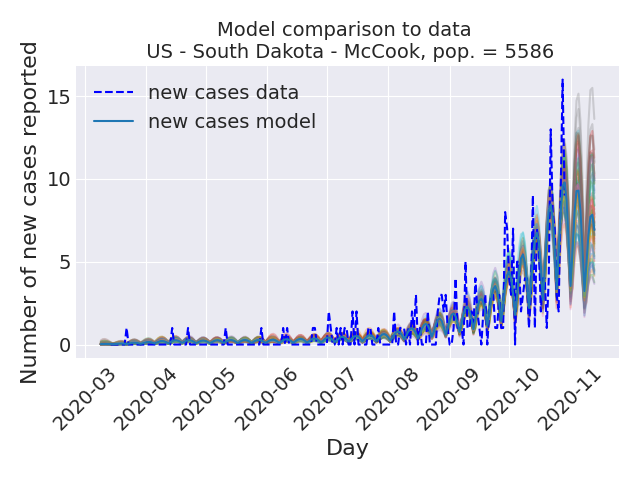 Model comparison to data
US - South Dakota - McCook, pop. = 5586
Number of new cases reported
15
10
5
0
new cases data
new cases model
2020-03
2020-04
2020-05
2020-06
2020-07
2020-08
2020-09
2020-10
2020-11
Day